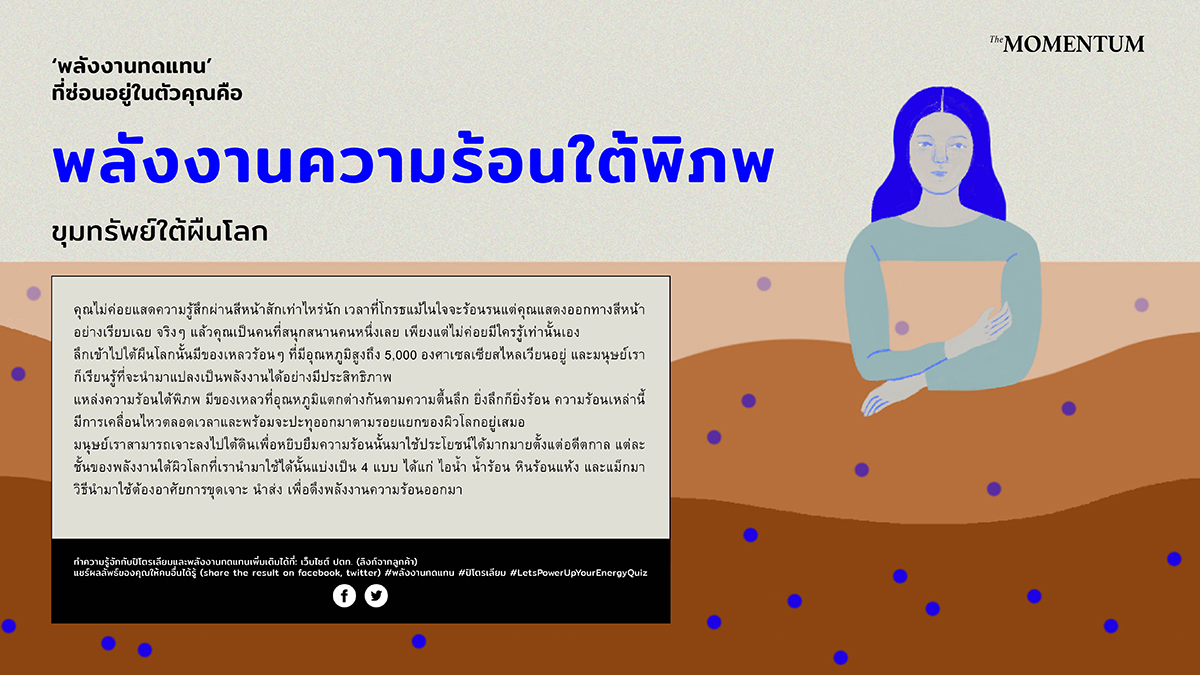 The MOMENTUM
‘พลังงานทดแทน’
ที่ซ่อนอยู่ในตัวคุณคือ
พลังงานความร้อนใต้พิภพ
ขุมทรัพย์ใต้ผืนโลก
คุณไม่ค่อยแสดความรู้สึกผ่านสีหน้าสักเท่าไหร่นัก เวลาที่โกรธแม้ในใจจะร้อนรนแต่คุณแสดงออกทางสีหน้า
อย่างเรียบเฉย จริงๆ แล้วคุณเป็นคนที่สนุกสนานคนหนึ่งเลย เพียงแต่ไม่ค่อยมีใครรู้เท่านั้นเอง
ลึกเข้าไปใต้ผืนโลกนั้นมีของเหลวร้อนๆ ที่มีอุณหภูมิสูงถึง 5,000 องศาเซลเซียสไหลเวียนอยู่ และมนุษย์เรา
ก็เรียนรู้ที่จะนำมาแปลงเป็นพลังงานได้อย่างมีประสิทธิภาพ
แหล่งความร้อนใต้พิภพ มีของเหลวที่อุณหภูมิแตกต่างกันตามความตื้นลึก ยิ่งลึกก็ยิ่งร้อน ความร้อนเหล่านี้
มีการเคลื่อนไหวตลอดเวลาและพร้อมจะปะทุออกมาตามรอยแยกของผิวโลกอยู่เสมอ
มนุษย์เราสามารถเจาะลงไปใต้ดินเพื่อหยิบยืมความร้อนนั้นมาใช้ประโยชน์ได้มากมายตั้งแต่อดีตกาล แต่ละ
ชั้นของพลังงานใต้ผิวโลกที่เรานำมาใช้ได้นั้นแบ่งเป็น 4 แบบ ได้แก่ ไอน้ำ น้ำร้อน หินร้อนแห้ง และแม็กมา
วิธีนำมาใช้ต้องอาศัยการขุดเจาะ นำส่ง เพื่อดึงพลังงานความร้อนออกมา
ทำความรู้จักกับปิโตรเลียมและพลังงานทดแทนเพิ่มเติมได้ที่: เว็บไซต์ ปตท. (ลิงก์จากลูกค้า)
แชร์ผลลัพธ์ของคุณให้คนอื่นได้รู้ (share the result on facebook, twitter) #พลังงานทดแทน #ปิโตรเลียม #LetsPowerUpYourEnergyQuiz